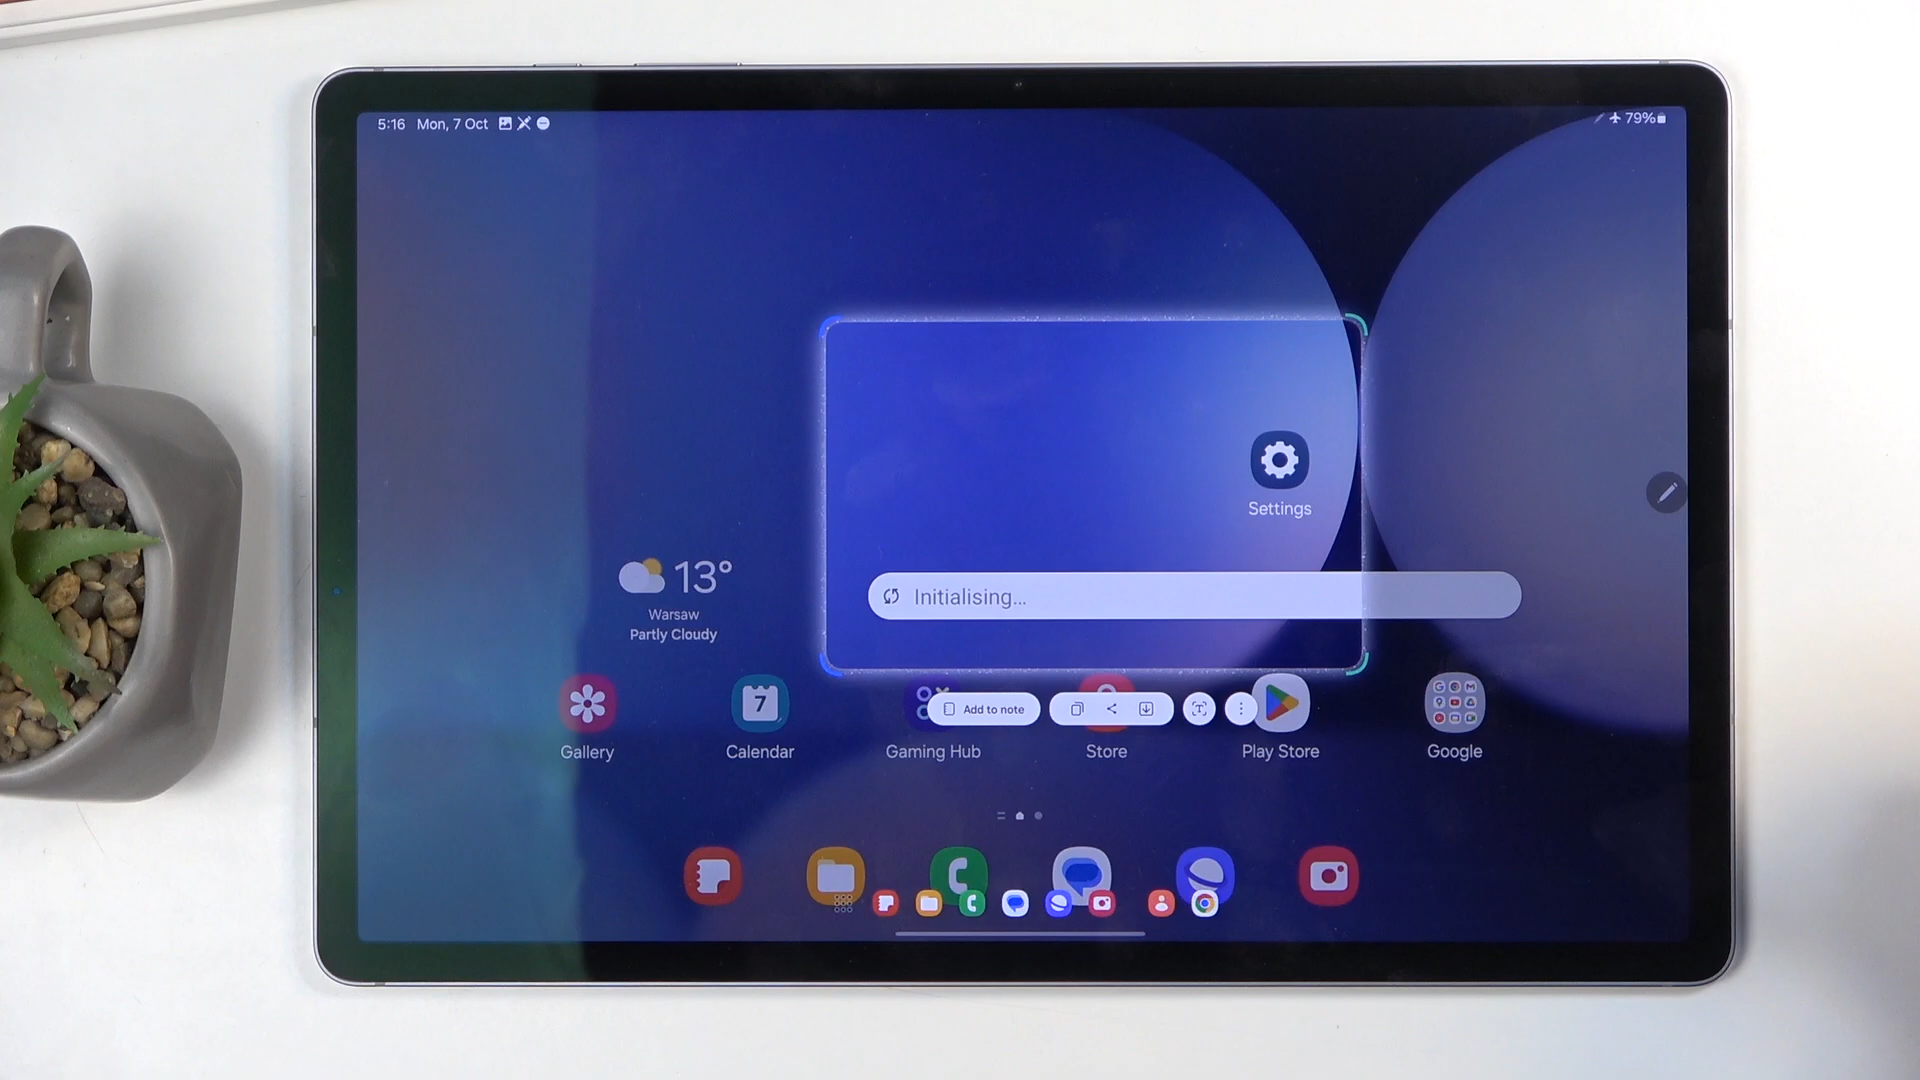 5:16 Mon, 7 Oct
79%
Settings
13°
Warsaw
Partly Cloudy
Initialising...
Add to note
7
Gallery
Calendar
Gaming Hub
Store
Play Store
Google